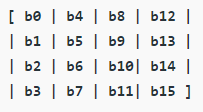 [ b0 | b4 | b8 | b12 |
| b1 | b5 | b9 | b13 |
| b2 | b6 | b10| b14 |
| b3 | b7 | b11| b15 ]